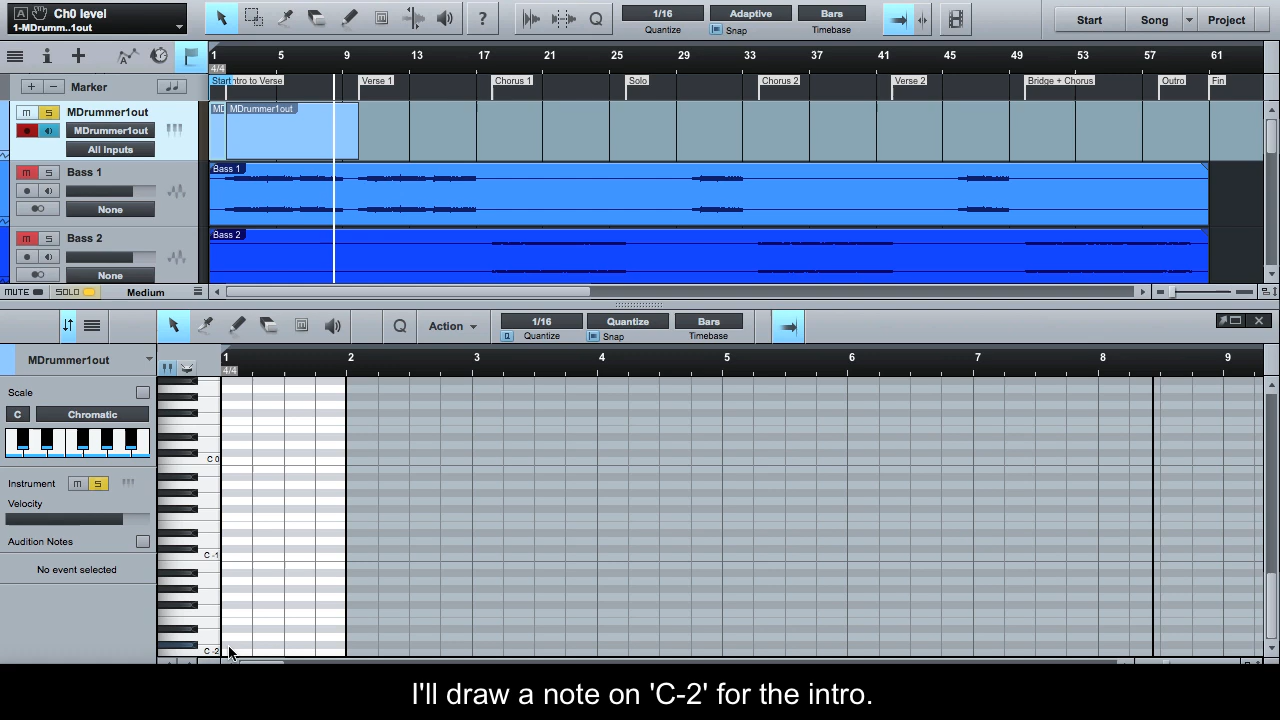 A Ch0 level
1-MDrumm..1out
?
Q
1/16
Quantize
Adaptive
Snap
Bars
Timebase
Start
Song
Project
1 5 9 13 17 21 25 29 33 37 41 45 49 53 57 61
4/4
+ − Marker
Start
ntro to Verse
Verse 1
Chorus 1
Solo
Chorus 2
Verse 2
Bridge + Chorus
Outro
Fin
M S MDrummer1out
MDrummer1out
All Inputs
MD
MDrummer1out
M S Bass 1
None
Bass 1
M S Bass 2
None
Bass 2
MUTE SOLO Medium
Q
Action
1/16
Q Quantize
Quantize
Snap
Bars
Timebase
MDrummer1out
1 2 3 4 5 6 7 8 9
4/4
Scale
C Chromatic
Instrument M S
Velocity
Audition Notes
No event selected
C 0
C -1
C -2
I'll draw a note on 'C-2' for the intro.